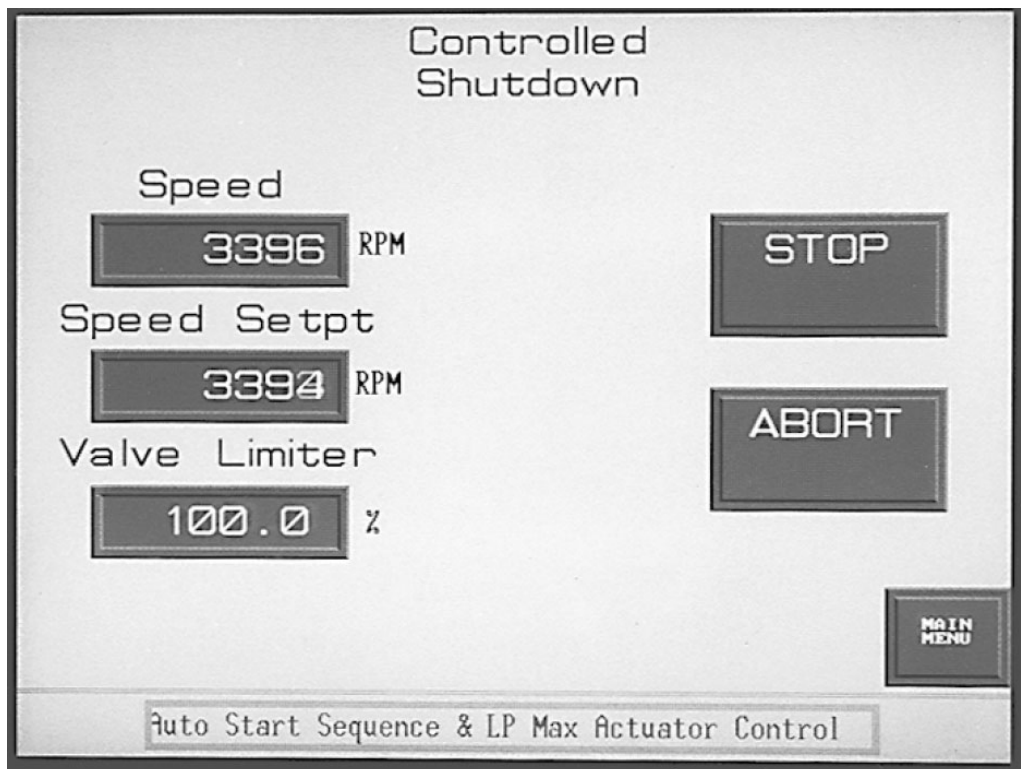 Controlled
Shutdown
Speed
3396 RPM
STOP
Speed Setpt
3394 RPM
ABORT
Valve Limiter
100.0 %
MAIN
MENU
Auto Start Sequence & LP Max Actuator Control